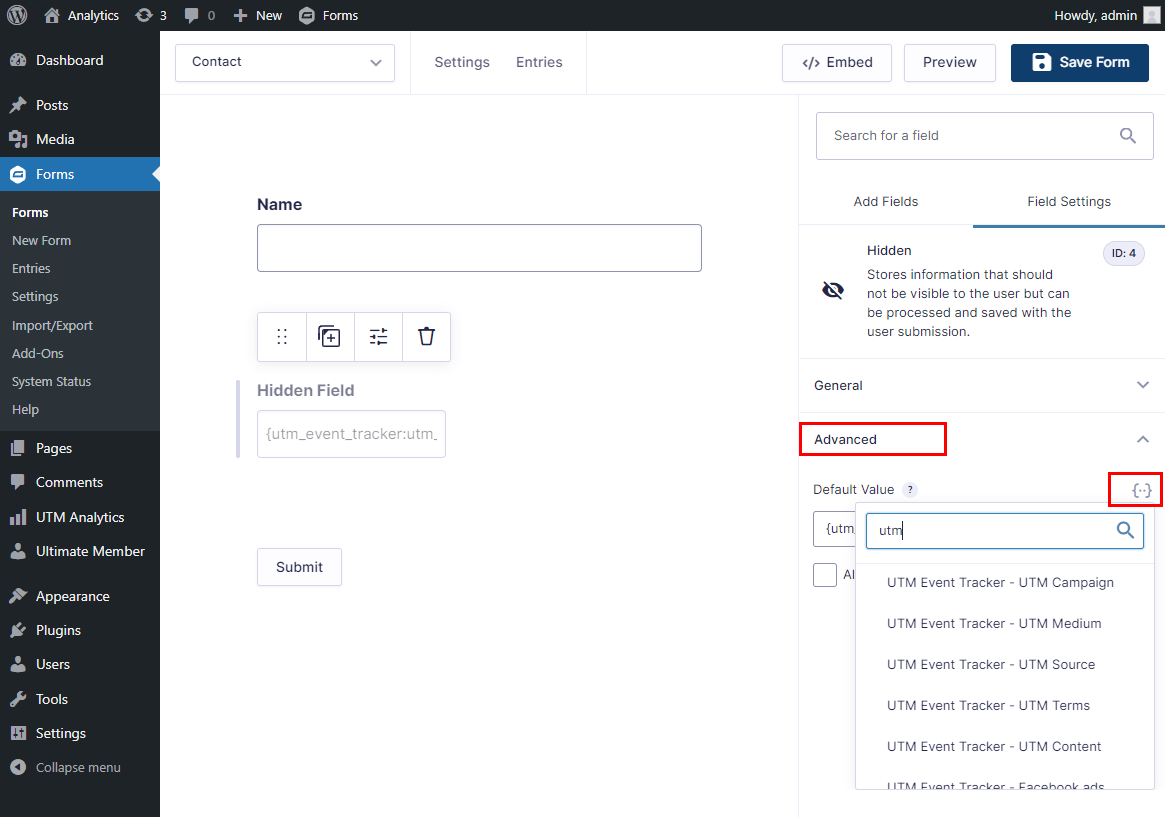 Analytics
3
0
New
Forms
Howdy, admin
Dashboard
Posts
Media
Forms
Forms
New Form
Entries
Settings
Import/Export
Add-Ons
System Status
Help
Pages
Comments
UTM Analytics
Ultimate Member
Appearance
Plugins
Users
Tools
Settings
Collapse menu
Contact
Settings
Entries
Embed
Preview
Save Form
Name
Hidden Field
{utm_event_tracker:utm_
Submit
Search for a field
Add Fields
Field Settings
Hidden
ID: 4
Stores information that should
not be visible to the user but can
be processed and saved with the
user submission.
General
Advanced
Default Value ?
{··}
{utm_
utm
Al
UTM Event Tracker - UTM Campaign
UTM Event Tracker - UTM Medium
UTM Event Tracker - UTM Source
UTM Event Tracker - UTM Terms
UTM Event Tracker - UTM Content
UTM Event Tracker - Facebook ads